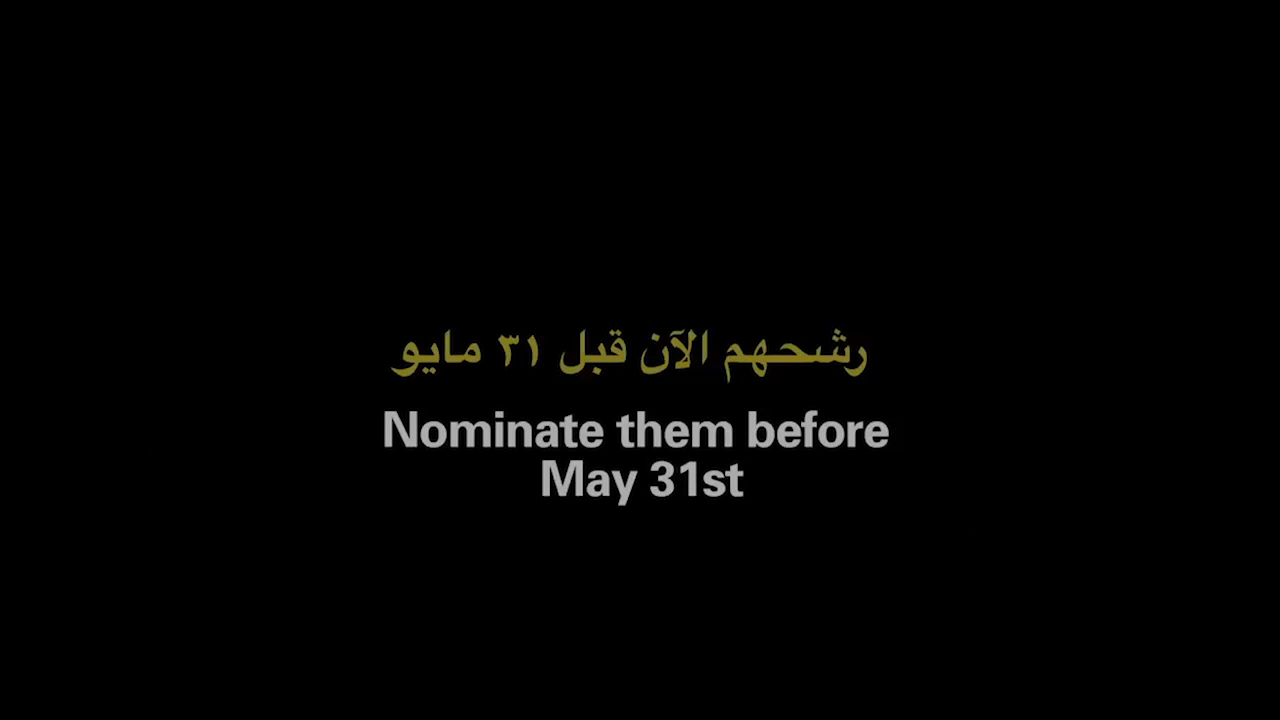 رشحهم الآن قبل ٣١ مايو
Nominate them before
May 31st